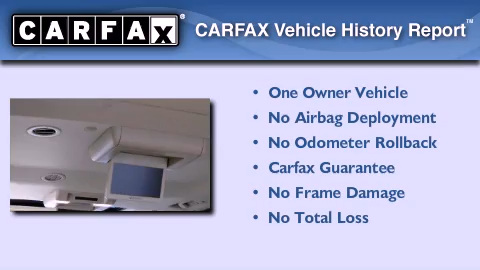 CARFAX® CARFAX Vehicle History Report™
• One Owner Vehicle
• No Airbag Deployment
• No Odometer Rollback
• Carfax Guarantee
• No Frame Damage
• No Total Loss